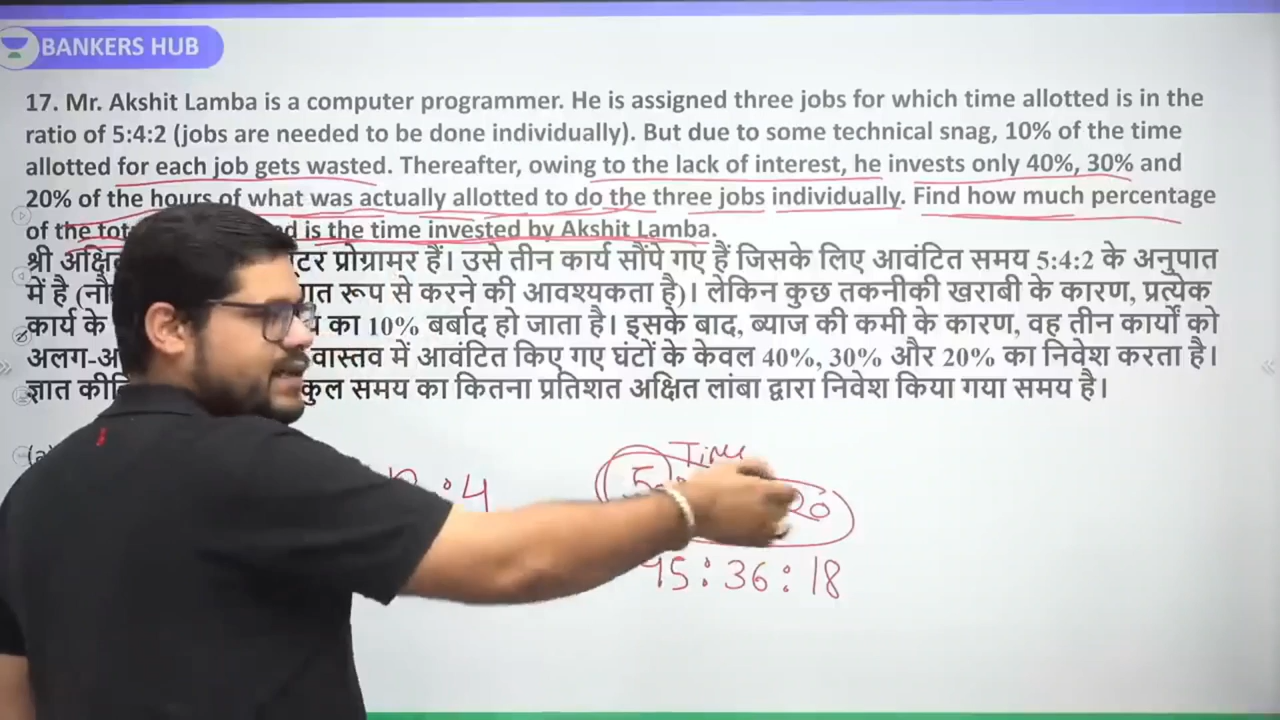 BANKERS HUB
17. Mr. Akshit Lamba is a computer programmer. He is assigned three jobs for which time allotted is in the
ratio of 5:4:2 (jobs are needed to be done individually). But due to some technical snag, 10% of the time
allotted for each job gets wasted. Thereafter, owing to the lack of interest, he invests only 40%, 30% and
20% of the hours of what was actually allotted to do the three jobs individually. Find how much percentage
of the is the time invested by Akshit Lamba.
श्री प्रोग्रामर हैं। उसे तीन कार्य सौंपे गए हैं जिसके लिए आवंटित समय 5:4:2 के अनुपात
में है रूप से करने की आवश्यकता है)। लेकिन कुछ तकनीकी खराबी के कारण, प्रत्येक
कार्य के का 10% बर्बाद हो जाता है। इसके बाद, ब्याज की कमी के कारण, वह तीन कार्यों को
वास्तव में आवंटित किए गए घंटों के केवल 40%, 30% और 20% का निवेश करता है।
ज्ञात कुल समय का कितना प्रतिशत अक्षित लांबा द्वारा निवेश किया गया समय है।
Time
:4 5 20
: 36 : 18